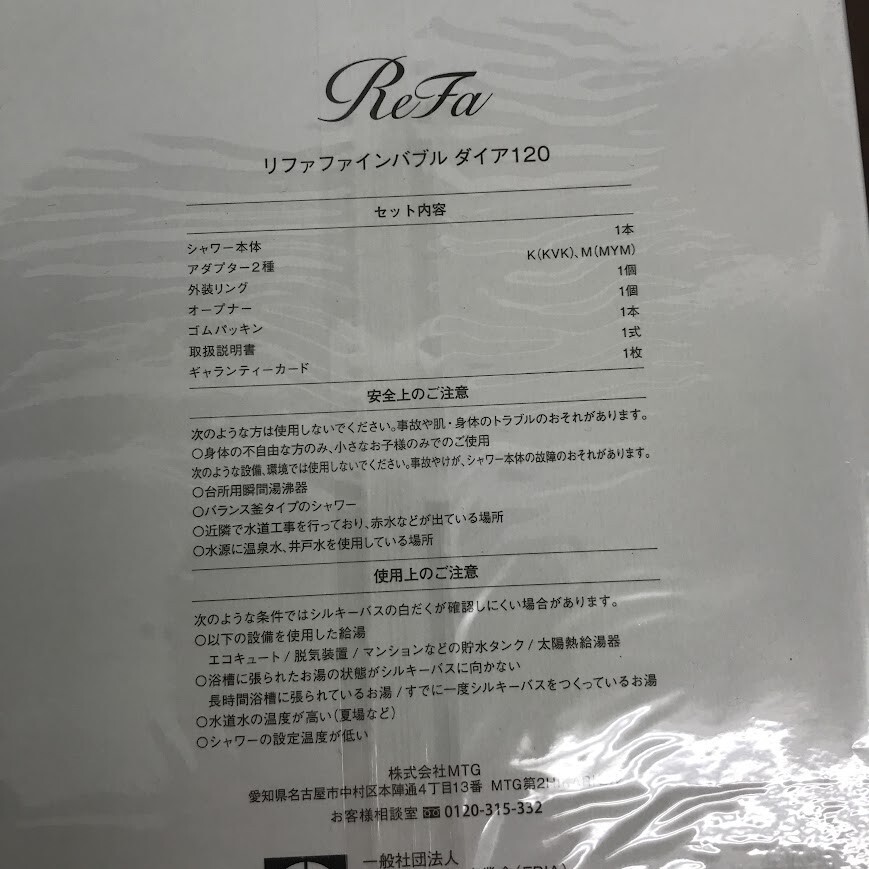 ReFa
リファファインバブル ダイア120
セット内容
シャワー本体 1本
アダプター2種 K(KVK)、M(MYM)
外装リング 1個
オープナー 1個
ゴムパッキン 1本
取扱説明書 1式
ギャランティーカード 1枚
安全上のご注意
次のような方は使用しないでください。事故や肌・身体のトラブルのおそれがあります。
○身体の不自由な方のみ、小さなお子様のみでのご使用
次のような設備、環境では使用しないでください。事故やけが、シャワー本体の故障のおそれがあります。
○台所用瞬間湯沸器
○バランス釜タイプのシャワー
○近隣で水道工事を行っており、赤水などが出ている場所
○水源に温泉水、井戸水を使用している場所
使用上のご注意
次のような条件ではシルキーバスの白だくが確認しにくい場合があります。
○以下の設備を使用した給湯
エコキュート / 脱気装置 / マンションなどの貯水タンク / 太陽熱給湯器
○浴槽に張られたお湯の状態がシルキーバスに向かない
長時間浴槽に張られているお湯 / すでに一度シルキーバスをつくっているお湯
○水道水の温度が高い(夏場など)
○シャワーの設定温度が低い
株式会社MTG
愛知県名古屋市中村区本陣通4丁目13番 MTG第2H
お客様相談室 0120-315-332
一般社団法人